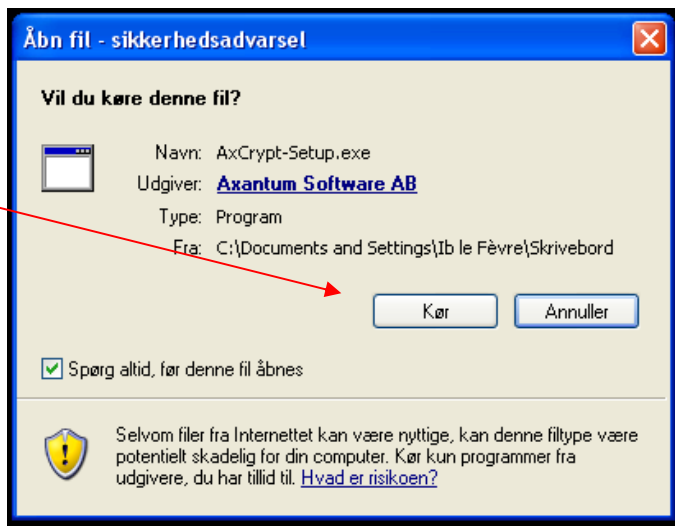 Åbn fil - sikkerhedsadvarsel
Vil du køre denne fil?
Navn: AxCrypt-Setup.exe
Udgiver: Axantum Software AB
Type: Program
Fra: C:\Documents and Settings\Ib le Fèvre\Skrivebord
Kør Annuller
Spørg altid, før denne fil åbnes
Selvom filer fra Internettet kan være nyttige, kan denne filtype være
potentielt skadelig for din computer. Kør kun programmer fra
udgivere, du har tillid til. Hvad er risikoen?